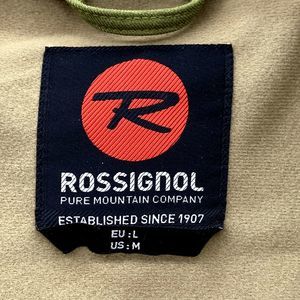 R
ROSSIGNOL
PURE MOUNTAIN COMPANY
ESTABLISHED SINCE 1907
EU:L
US:M